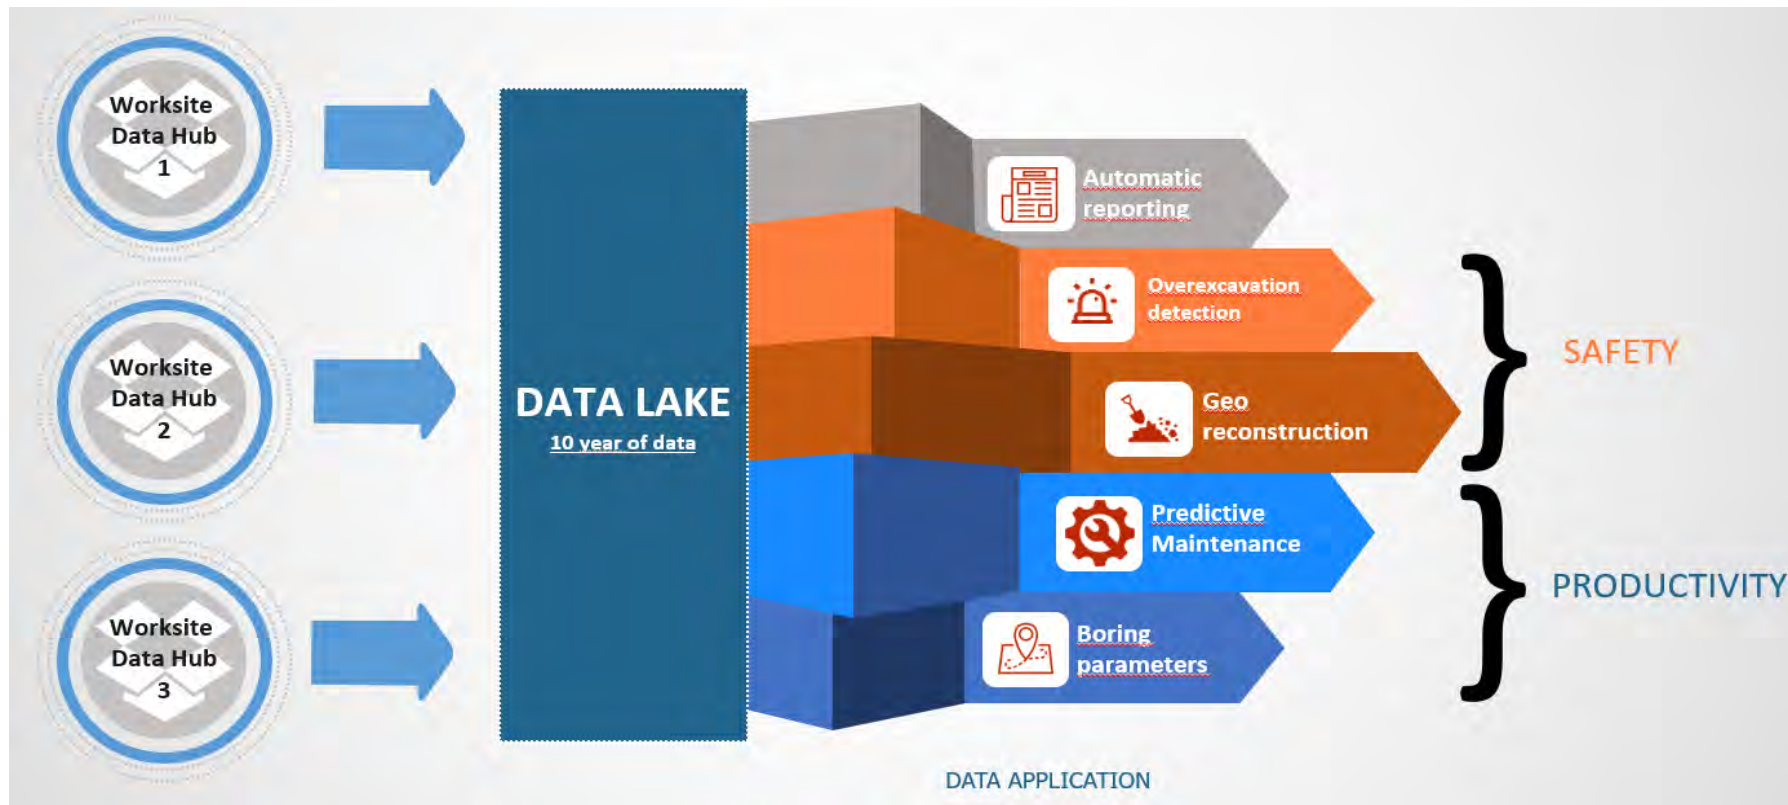 Worksite
Data Hub
1
Worksite
Data Hub
2
Worksite
Data Hub
3
DATA LAKE
10 year of data
Automatic
reporting
Overexcavation
detection
Geo
reconstruction
Predictive
Maintenance
Boring
parameters
SAFETY
PRODUCTIVITY
DATA APPLICATION